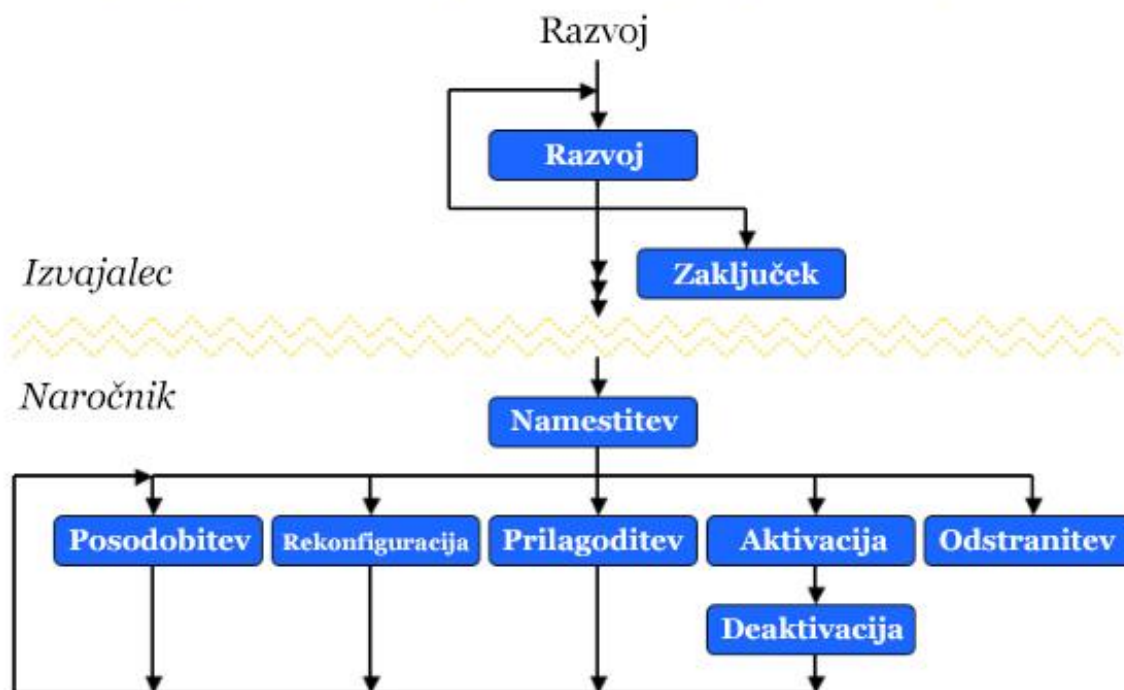 Razvoj
Razvoj
Zaključek
Izvajalec
Naročnik
Namestitev
Posodobitev
Rekonfiguracija
Prilagoditev
Aktivacija
Odstranitev
Deaktivacija